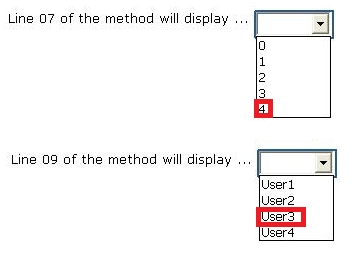 Line 07 of the method will display ...
0
1
2
3
4
Line 09 of the method will display ...
User1
User2
User3
User4